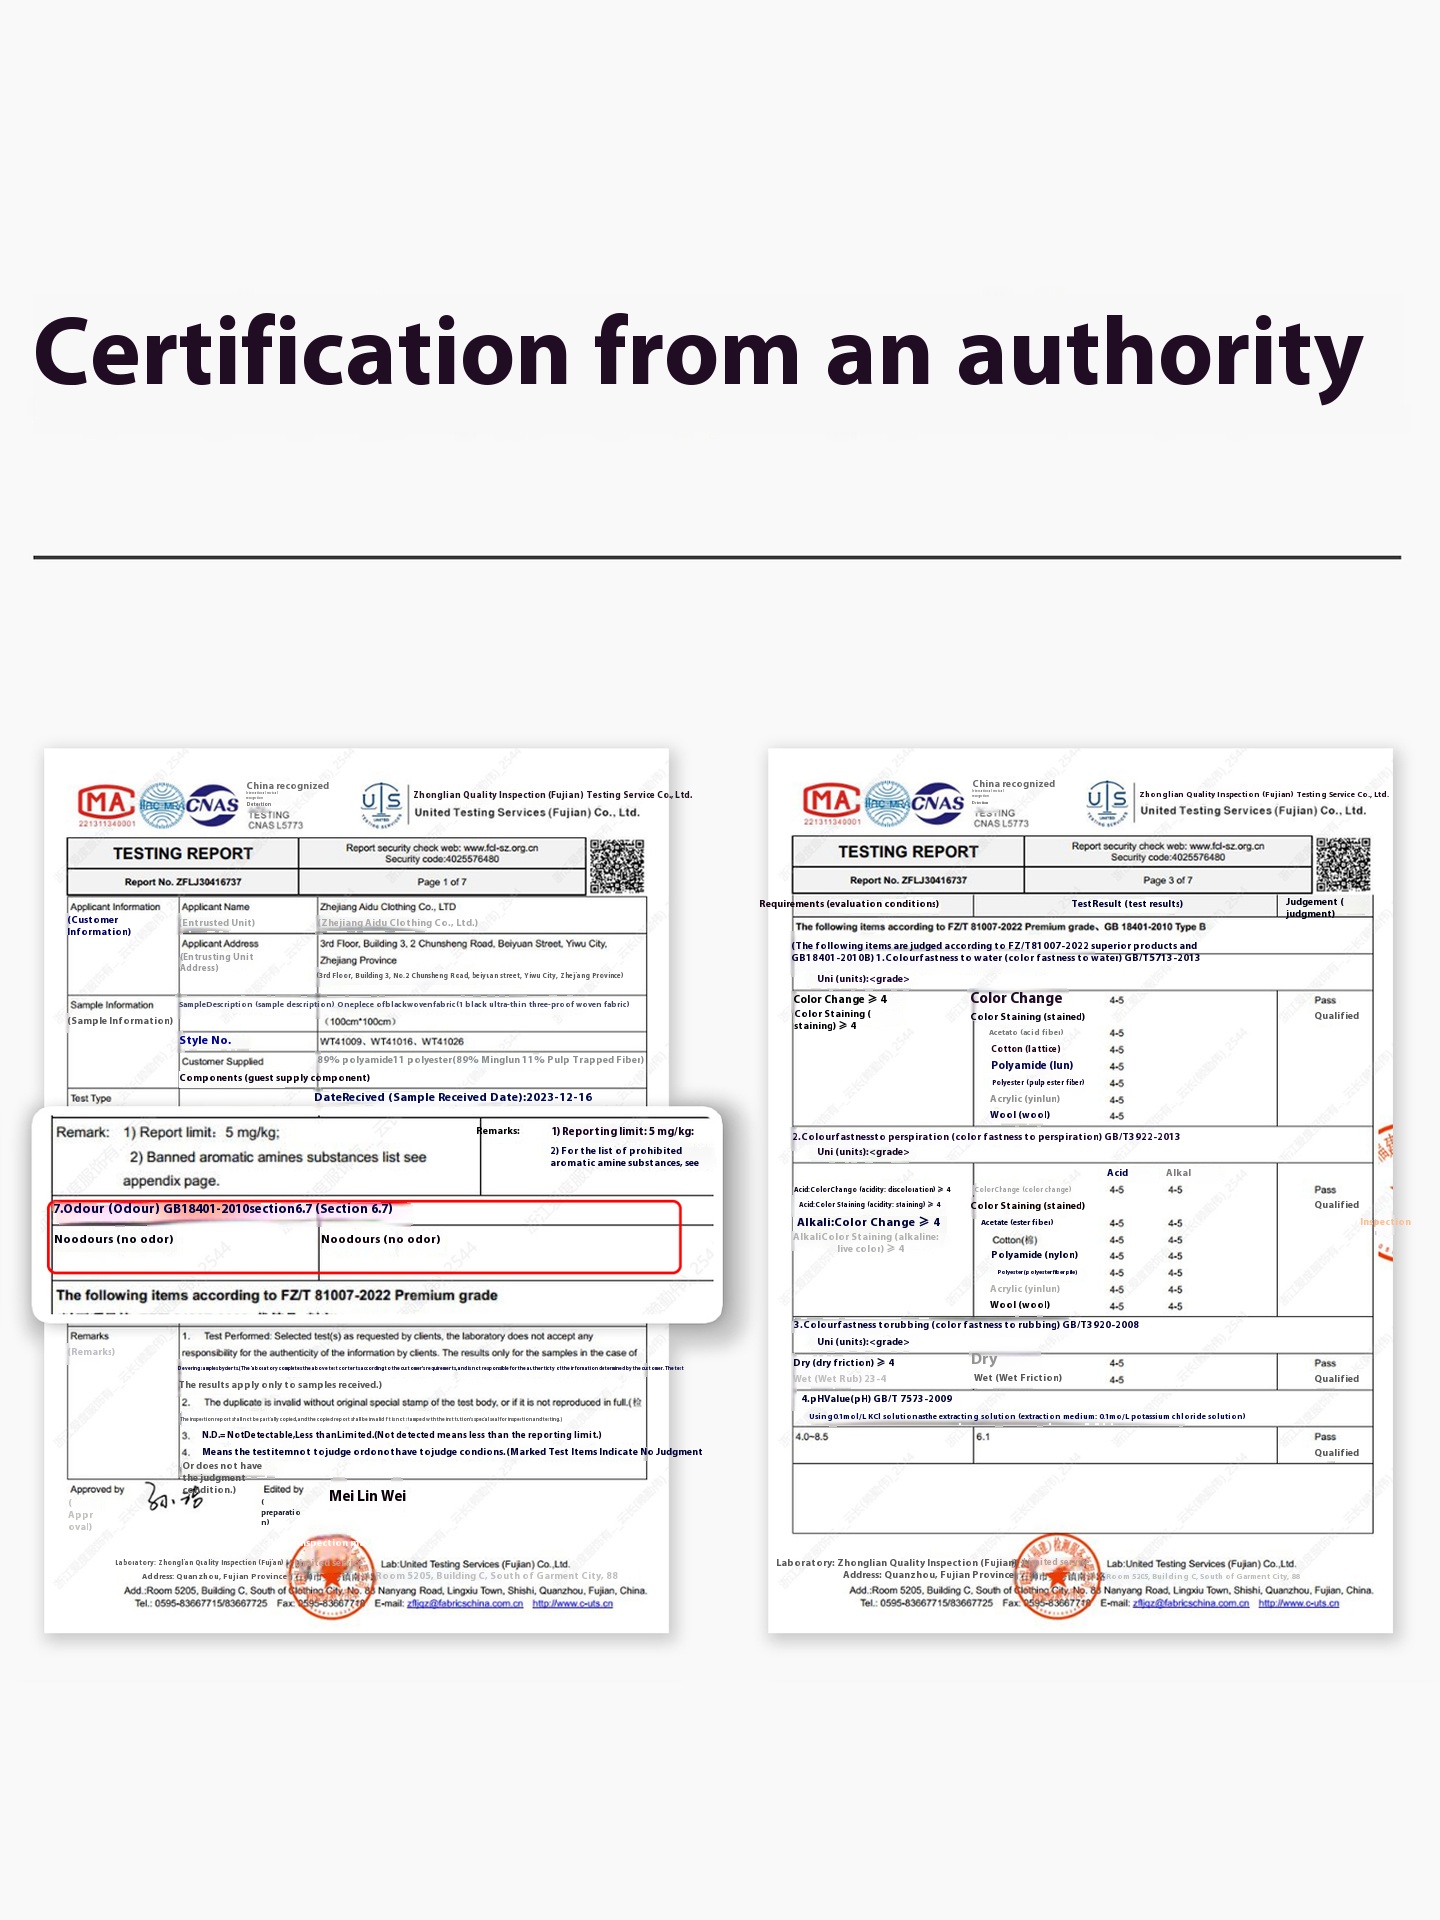 Certification from an authority
MA
221311340001
ilac-MRA
CNAS
China recognized
TESTING
CNAS L5773
Zhonglian Quality Inspection (Fujian) Testing Service Co., Ltd.
United Testing Services (Fujian) Co., Ltd.
TESTING REPORT
Report security check web: www.fcl-sz.org.cn
Security code:4025576480
Report No. ZFLJ30416737
Page 1 of 7
Applicant Information
(Customer
Information)
Applicant Name
(Entrusted Unit)
Zhejiang Aidu Clothing Co., LTD
(Zhejiang Aidu Clothing Co., Ltd.)
Applicant Address
(Entrusting Unit
Address)
3rd Floor, Building 3, 2 Chunsheng Road, Beiyuan Street, Yiwu City,
Zhejiang Province
(3rd Floor, Building 3, No.2 Chunsheng Road, beiyuan street, Yiwu City, Zhejiang Province)
Sample Information
(Sample Information)
SampleDescription (sample description) Onepiece ofblackwovenfabric(1 black ultra-thin three-proof woven fabric)
（100cm*100cm）
Style No.
WT41009、WT41016、WT41026
Customer Supplied
89% polyamide11 polyester(89% Minglun11% Pulp Trapped Fiber)
Components (guest supply component)
Test Type
DateRecived (Sample Received Date):2023-12-16
Remark: 1) Report limit: 5 mg/kg;
2) Banned aromatic amines substances list see
appendix page.
Remarks:
1) Reporting limit: 5 mg/kg:
2) For the list of prohibited
aromatic amine substances, see
7.Odour (Odour) GB18401-2010section6.7 (Section 6.7)
Noodours (no odor)
Noodours (no odor)
The following items according to FZ/T 81007-2022 Premium grade
Remarks
(Remarks)
1. Test Performed: Selected test(s) as requested by clients, the laboratory does not accept any
responsibility for the authenticity of the information by clients. The results only for the samples in the case of
The results apply only to samples received.)
2. The duplicate is invalid without original special stamp of the test body, or if it is not reproduced in full.(检
3. N.D.= NotDetectable,Less thanLimited.(Not detected means less than the reporting limit.)
4. Means the testitemnot tojudge ordonothave tojudge condions.(Marked Test Items Indicate No Judgment
Or does not have
the judgment
condition.)
Approved by
(
Appr
oval)
Edited by
(
preparatio
n)
Mei Lin Wei
Laboratory: Zhonglian Quality Inspection (Fujian)
Lab:United Testing Services (Fujian) Co.,Ltd.
Address: Quanzhou, Fujian Province
Room 5205, Building C, South of Garment City, 88
Add.:Room 5205, Building C, South of Clothing City, No. 88 Nanyang Road, Lingxiu Town, Shishi, Quanzhou, Fujian, China.
Tel.: 0595-83667715/83667725 Fax: 0595-83667718 E-mail: zfljqz@fabricschina.com.cn http://www.c-uts.cn
MA
221311340001
ilac-MRA
CNAS
China recognized
TESTING
CNAS L5773
Zhonglian Quality Inspection (Fujian) Testing Service Co., Ltd.
United Testing Services (Fujian) Co., Ltd.
TESTING REPORT
Report security check web: www.fcl-sz.org.cn
Security code:4025576480
Report No. ZFLJ30416737
Page 3 of 7
Requirements (evaluation conditions)
TestResult (test results)
Judgement (
judgment)
The following items according to FZ/T 81007-2022 Premium grade、GB 18401-2010 Type B
(The following items are judged according to FZ/T81007-2022 superior products and
GB18401-2010B) 1.Colourfastness to water (color fastness to water) GB/T5713-2013
Uni (units):<grade>
Color Change ⩾ 4
Color Change 4-5 Pass
Color Staining (
staining) ⩾ 4
Color Staining (stained)
Qualified
Acetato (acid fiber) 4-5
Cotton (lattice) 4-5
Polyamide (lun) 4-5
Polyester (pulp ester fiber) 4-5
Acrylic (yinlun) 4-5
Wool (wool) 4-5
2.Colourfastnessto perspiration (color fastness to perspiration) GB/T3922-2013
Uni (units):<grade>
Acid Alkal
Acid:ColorChango (acidity: discoloration) ⩾ 4
ColorChange (color change) 4-5 4-5 Pass
Acid:Color Staining (acidity: staining) ⩾ 4
Color Staining (stained)
Qualified
Alkali:Color Change ⩾ 4
Acetate (ester fiber) 4-5 4-5
AlkaliColor Staining (alkaline:
live color) ⩾ 4
Cotton(棉) 4-5 4-5
Polyamide (nylon) 4-5 4-5
Polyester(polyesterfiberpile) 4-5 4-5
Acrylic (yinlun) 4-5 4-5
Wool (wool) 4-5 4-5
Inspection
3.Colourfastness torubbing (color fastness to rubbing) GB/T3920-2008
Uni (units):<grade>
Dry (dry friction) ⩾ 4
Dry 4-5 Pass
Wet (Wet Rub) 23-4
Wet (Wet Friction) 4-5 Qualified
4.pHValue(pH) GB/T 7573-2009
Using0.1mol/L KCl solutionasthe extracting solution (extraction medium: 0.1mo/L potassium chloride solution)
4.0~8.5 6.1 Pass
Qualified
Laboratory: Zhonglian Quality Inspection (Fujian)
Lab:United Testing Services (Fujian) Co.,Ltd.
Address: Quanzhou, Fujian Province
Room 5205, Building C, South of Garment City, 88
Add.:Room 5205, Building C, South of Clothing City, No. 88 Nanyang Road, Lingxiu Town, Shishi, Quanzhou, Fujian, China.
Tel.: 0595-83667715/83667725 Fax: 0595-83667718 E-mail: zfljqz@fabricschina.com.cn http://www.c-uts.cn